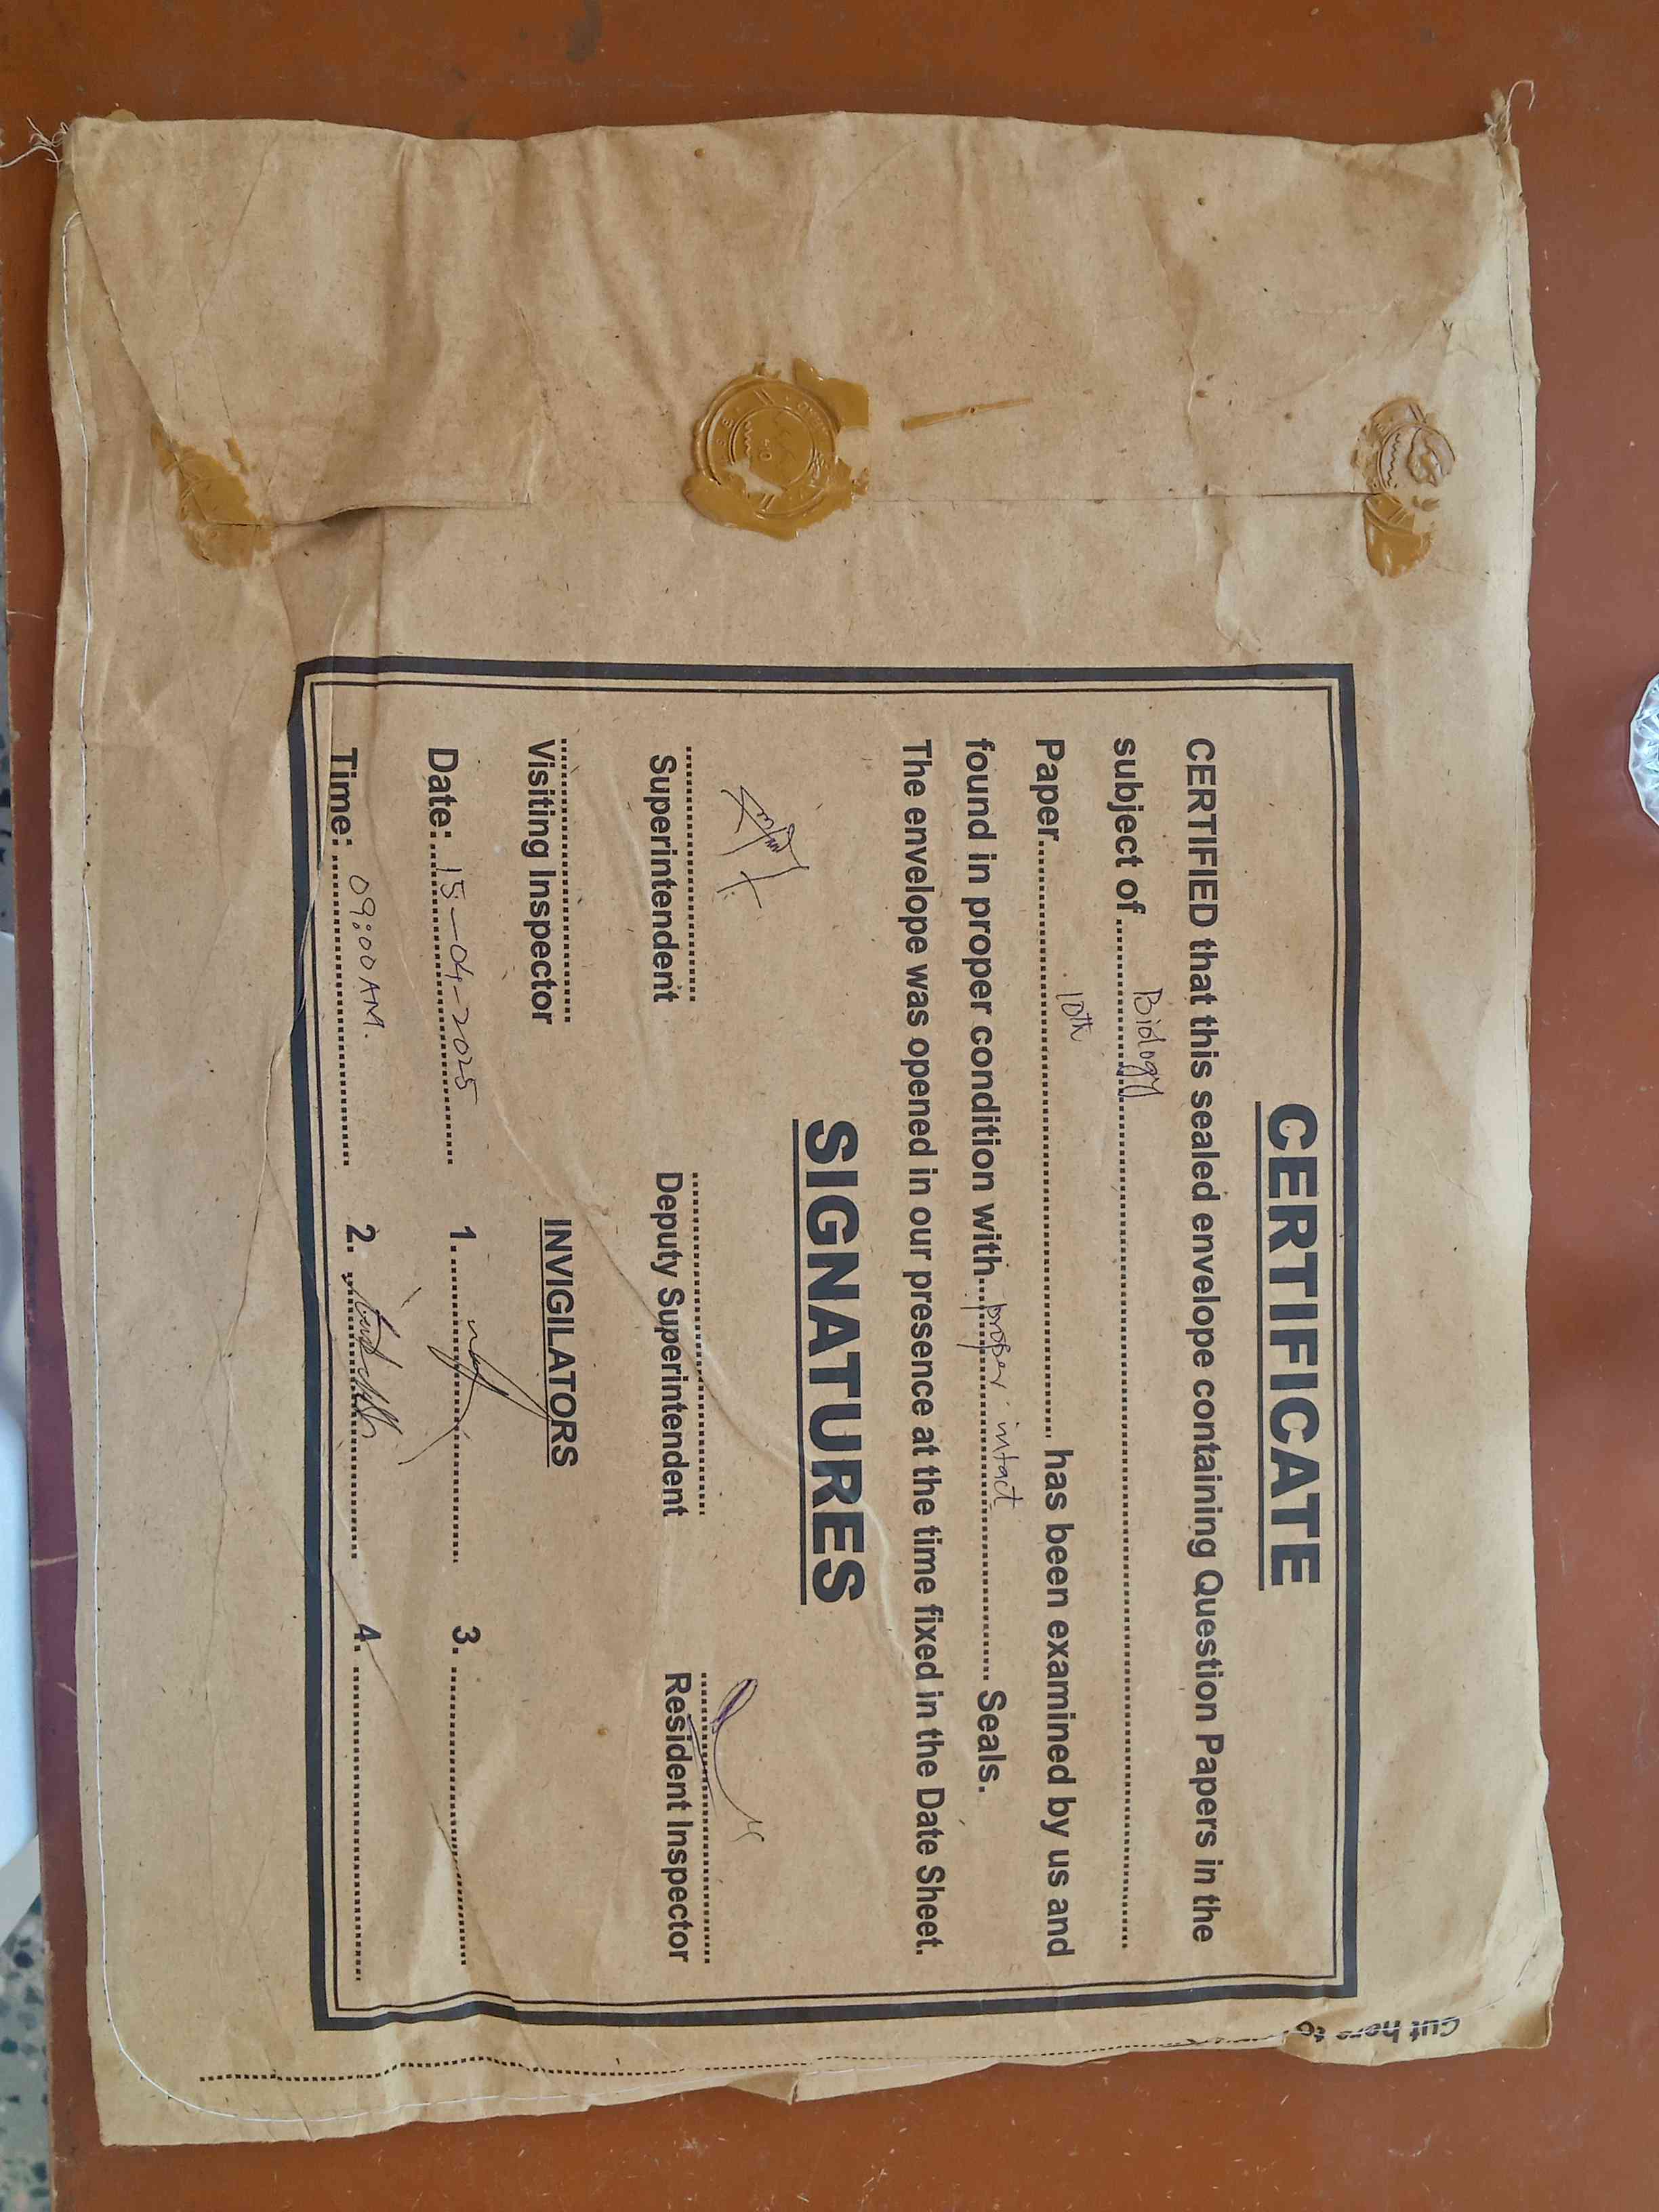 CERTIFICATE
CERTIFIED that this sealed envelope containing Question Papers in the
subject of ........ Biology ........
Paper ........ 10th ........ has been examined by us and
found in proper condition with ........ proper intact ........ Seals.
The envelope was opened in our presence at the time fixed in the Date Sheet.
SIGNATURES
Superintendent Deputy Superintendent Resident Inspector
Visiting Inspector INVIGILATORS
Date: 15-04-2025 1. ........ 3. ........
Time: 09:00 AM. 2. ........ 4. ........
Cut here to